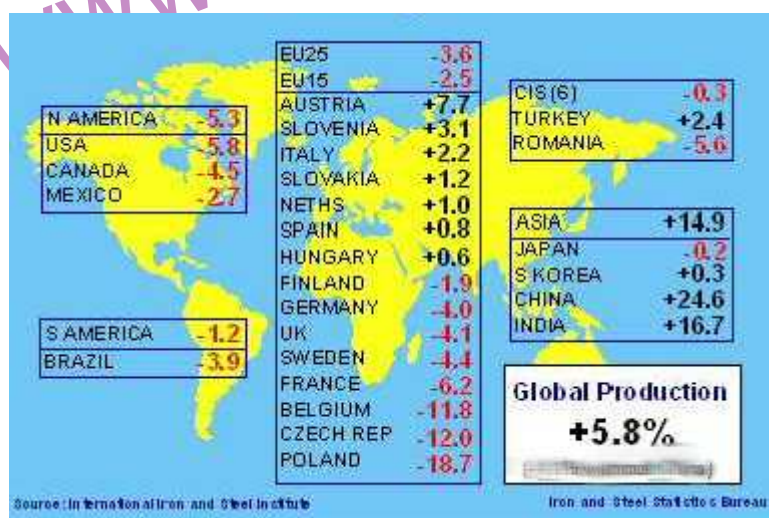 WWW
N AMERICA -5.3
USA -5.8
CANADA -4.5
MEXICO -2.7
S AMERICA -1.2
BRAZIL -3.9
EU25 -3.6
EU15 -2.5
AUSTRIA +7.7
SLOVENIA +3.1
ITALY +2.2
SLOVAKIA +1.2
NETHS +1.0
SPAIN +0.8
HUNGARY +0.6
FINLAND -1.9
GERMANY -4.0
UK -4.1
SWEDEN -4.4
FRANCE -6.2
BELGIUM -11.8
CZECH REP -12.0
POLAND -18.7
CIS(6) -0.3
TURKEY +2.4
ROMANIA -5.6
ASIA +14.9
JAPAN -0.2
S KOREA +0.3
CHINA +24.6
INDIA +16.7
Global Production
+5.8%
Source: International Iron and Steel Institute
Iron and Steel Statistics Bureau